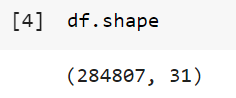 [4] df.shape
(284807, 31)